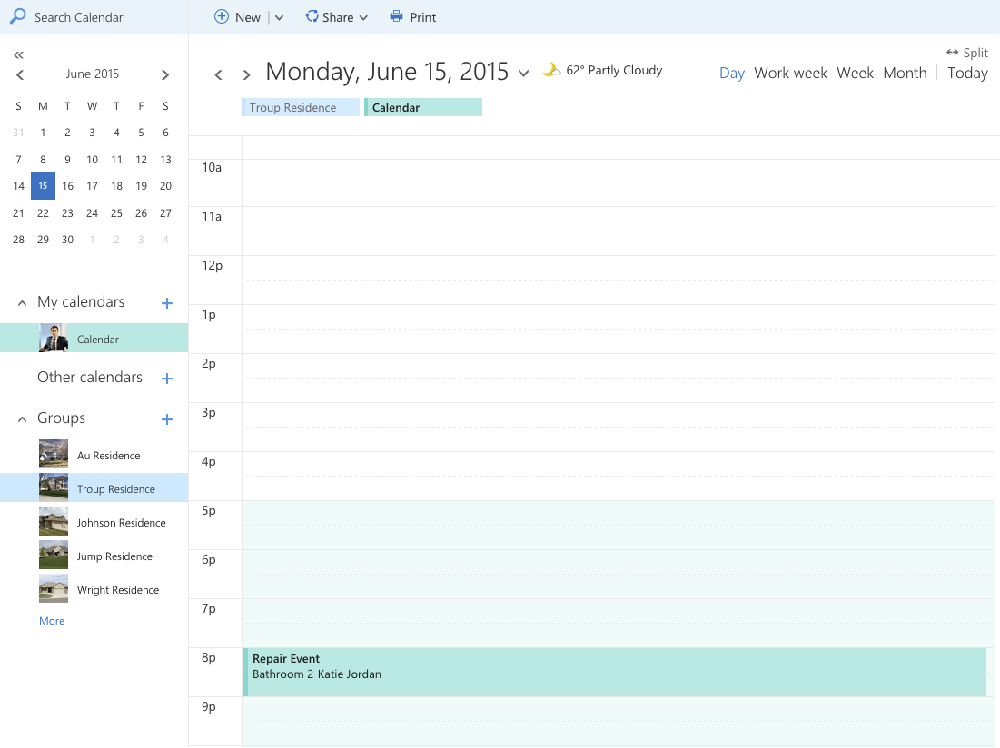 Search Calendar
New
Share
Print
June 2015
S M T W T F S
31 1 2 3 4 5 6
7 8 9 10 11 12 13
14 15 16 17 18 19 20
21 22 23 24 25 26 27
28 29 30 1 2 3 4
My calendars
Calendar
Other calendars
Groups
Au Residence
Troup Residence
Johnson Residence
Jump Residence
Wright Residence
More
Monday, June 15, 2015
62° Partly Cloudy
Split
Day Work week Week Month Today
Troup Residence
Calendar
10a
11a
12p
1p
2p
3p
4p
5p
6p
7p
8p
Repair Event
Bathroom 2 Katie Jordan
9p